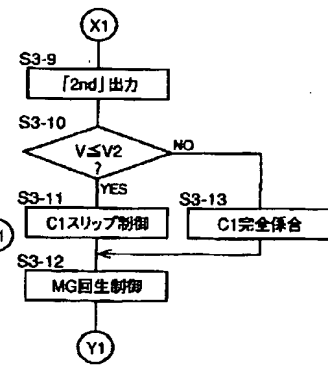 X1
S3-9
「2nd」出力
S3-10
V≦V2
?
NO
YES
S3-11
C1スリップ制御
S3-13
C1完全係合
S3-12
MG回生制御
Y1